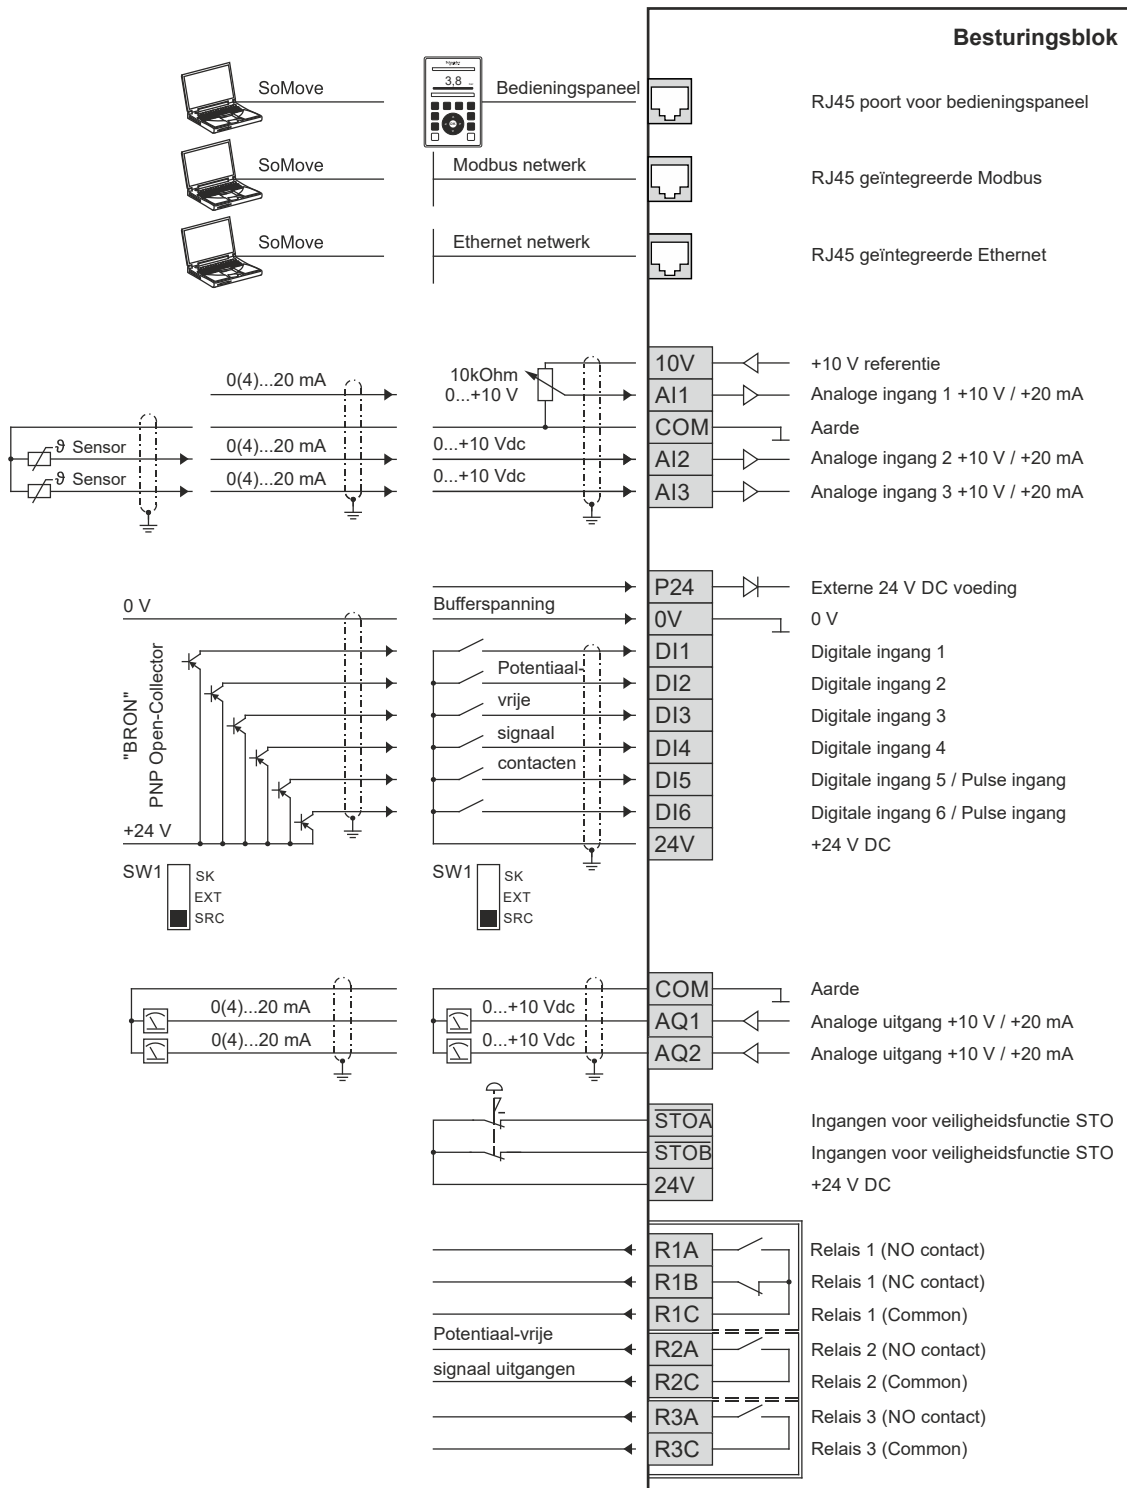 Besturingsblok
SoMove
3,8
Bedieningspaneel
RJ45 poort voor bedieningspaneel
SoMove
Modbus netwerk
RJ45 geïntegreerde Modbus
SoMove
Ethernet netwerk
RJ45 geïntegreerde Ethernet
10V
+10 V referentie
0(4)...20 mA
10kOhm
0...+10 V
AI1
Analoge ingang 1 +10 V / +20 mA
COM
Aarde
ϑ Sensor
0(4)...20 mA
0...+10 Vdc
AI2
Analoge ingang 2 +10 V / +20 mA
ϑ Sensor
0(4)...20 mA
0...+10 Vdc
AI3
Analoge ingang 3 +10 V / +20 mA
P24
Externe 24 V DC voeding
0 V
Bufferspanning
0V
0 V
DI1
Digitale ingang 1
Potentiaal-
DI2
Digitale ingang 2
"BRON"
PNP Open-Collector
vrije
DI3
Digitale ingang 3
signaal
DI4
Digitale ingang 4
contacten
DI5
Digitale ingang 5 / Pulse ingang
DI6
Digitale ingang 6 / Pulse ingang
+24 V
24V
+24 V DC
SW1
SK
EXT
SRC
SW1
SK
EXT
SRC
COM
Aarde
0(4)...20 mA
0...+10 Vdc
AQ1
Analoge uitgang +10 V / +20 mA
0(4)...20 mA
0...+10 Vdc
AQ2
Analoge uitgang +10 V / +20 mA
STOA
Ingangen voor veiligheidsfunctie STO
STOB
Ingangen voor veiligheidsfunctie STO
24V
+24 V DC
R1A
Relais 1 (NO contact)
R1B
Relais 1 (NC contact)
R1C
Relais 1 (Common)
Potentiaal-vrije
R2A
Relais 2 (NO contact)
signaal uitgangen
R2C
Relais 2 (Common)
R3A
Relais 3 (NO contact)
R3C
Relais 3 (Common)